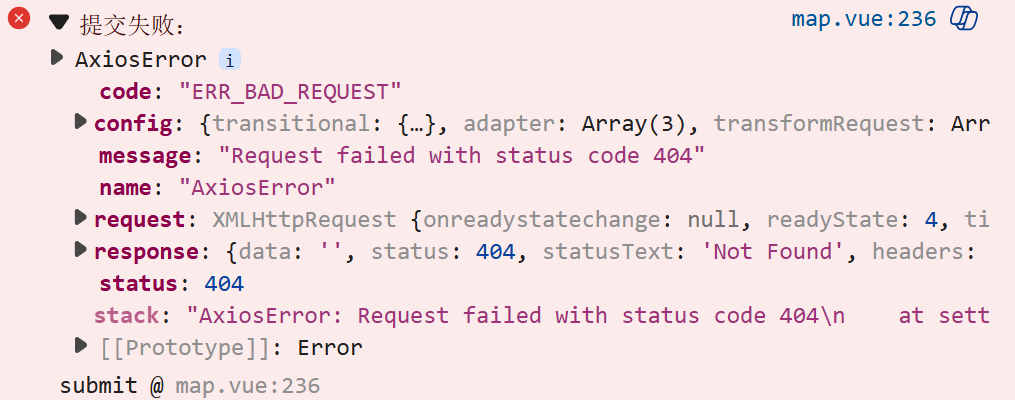 提交失败： map.vue:236
AxiosError i
code: "ERR_BAD_REQUEST"
config: {transitional: {…}, adapter: Array(3), transformRequest: Arr
message: "Request failed with status code 404"
name: "AxiosError"
request: XMLHttpRequest {onreadystatechange: null, readyState: 4, ti
response: {data: '', status: 404, statusText: 'Not Found', headers:
status: 404
stack: "AxiosError: Request failed with status code 404\n    at sett
[[Prototype]]: Error
submit @ map.vue:236